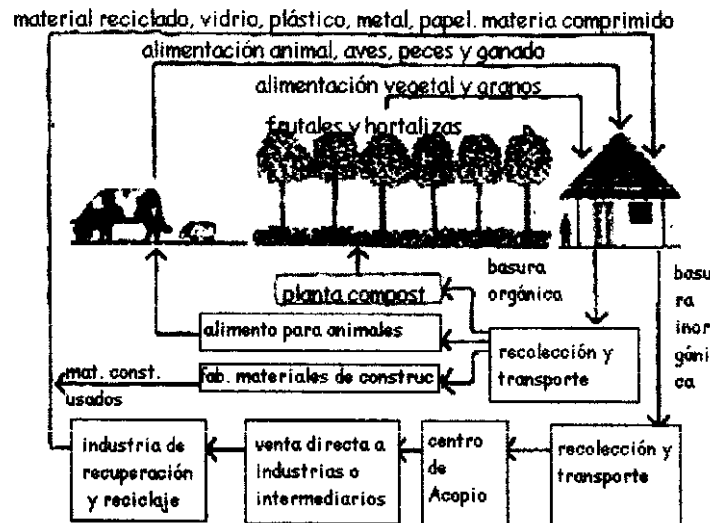 material reciclado, vidrio, plástico, metal, papel. materia comprimido
alimentación animal, aves, peces y ganado
alimentación vegetal y granos
frutales y hortalizas
basura
orgánica
basu
ra
inor
gáni
ca
planta compost
alimento para animales
recolección y
transporte
mat. const.
usados
fab. materiales de construc
industria de
recuperación
y reciclaje
venta directa a
industrias o
intermediarios
centro
de
Acopio
recolección y
transporte